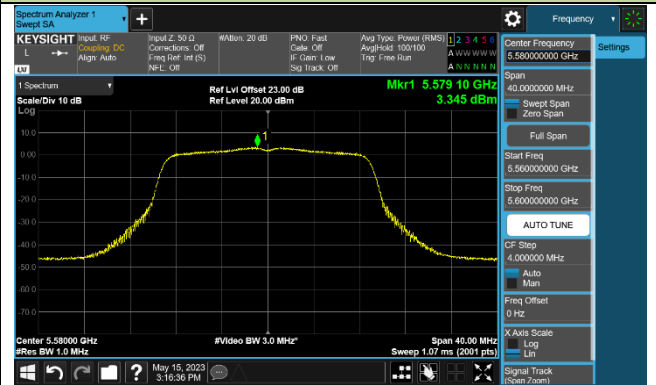 Spectrum Analyzer 1
Swept SA
Frequency
KEYSIGHT
L
Input: RF
Coupling: DC
Align: Auto
Input Z: 50 Ω
Corrections: Off
Freq Ref: Int (S)
NFE: Off
#Atten: 20 dB
PNO: Fast
Gate: Off
IF Gain: Low
Sig Track: Off
Avg Type: Power (RMS)
Avg|Hold: 100/100
Trig: Free Run
1 2 3 4 5 6
A W W W W W
A N N N N N
1 Spectrum
Scale/Div 10 dB
Log
Ref Lvl Offset 23.00 dB
Ref Level 20.00 dBm
Mkr1 5.579 10 GHz
3.345 dBm
1
10.0
0.00
-10.0
-20.0
-30.0
-40.0
-50.0
-60.0
-70.0
Center 5.58000 GHz
#Res BW 1.0 MHz
#Video BW 3.0 MHz*
Span 40.00 MHz
Sweep 1.07 ms (2001 pts)
May 15, 2023
3:16:36 PM
Center Frequency
5.580000000 GHz
Settings
Span
40.0000000 MHz
Swept Span
Zero Span
Full Span
Start Freq
5.560000000 GHz
Stop Freq
5.600000000 GHz
AUTO TUNE
CF Step
4.000000 MHz
Auto
Man
Freq Offset
0 Hz
X Axis Scale
Log
Lin
Signal Track
(Span Zoom)